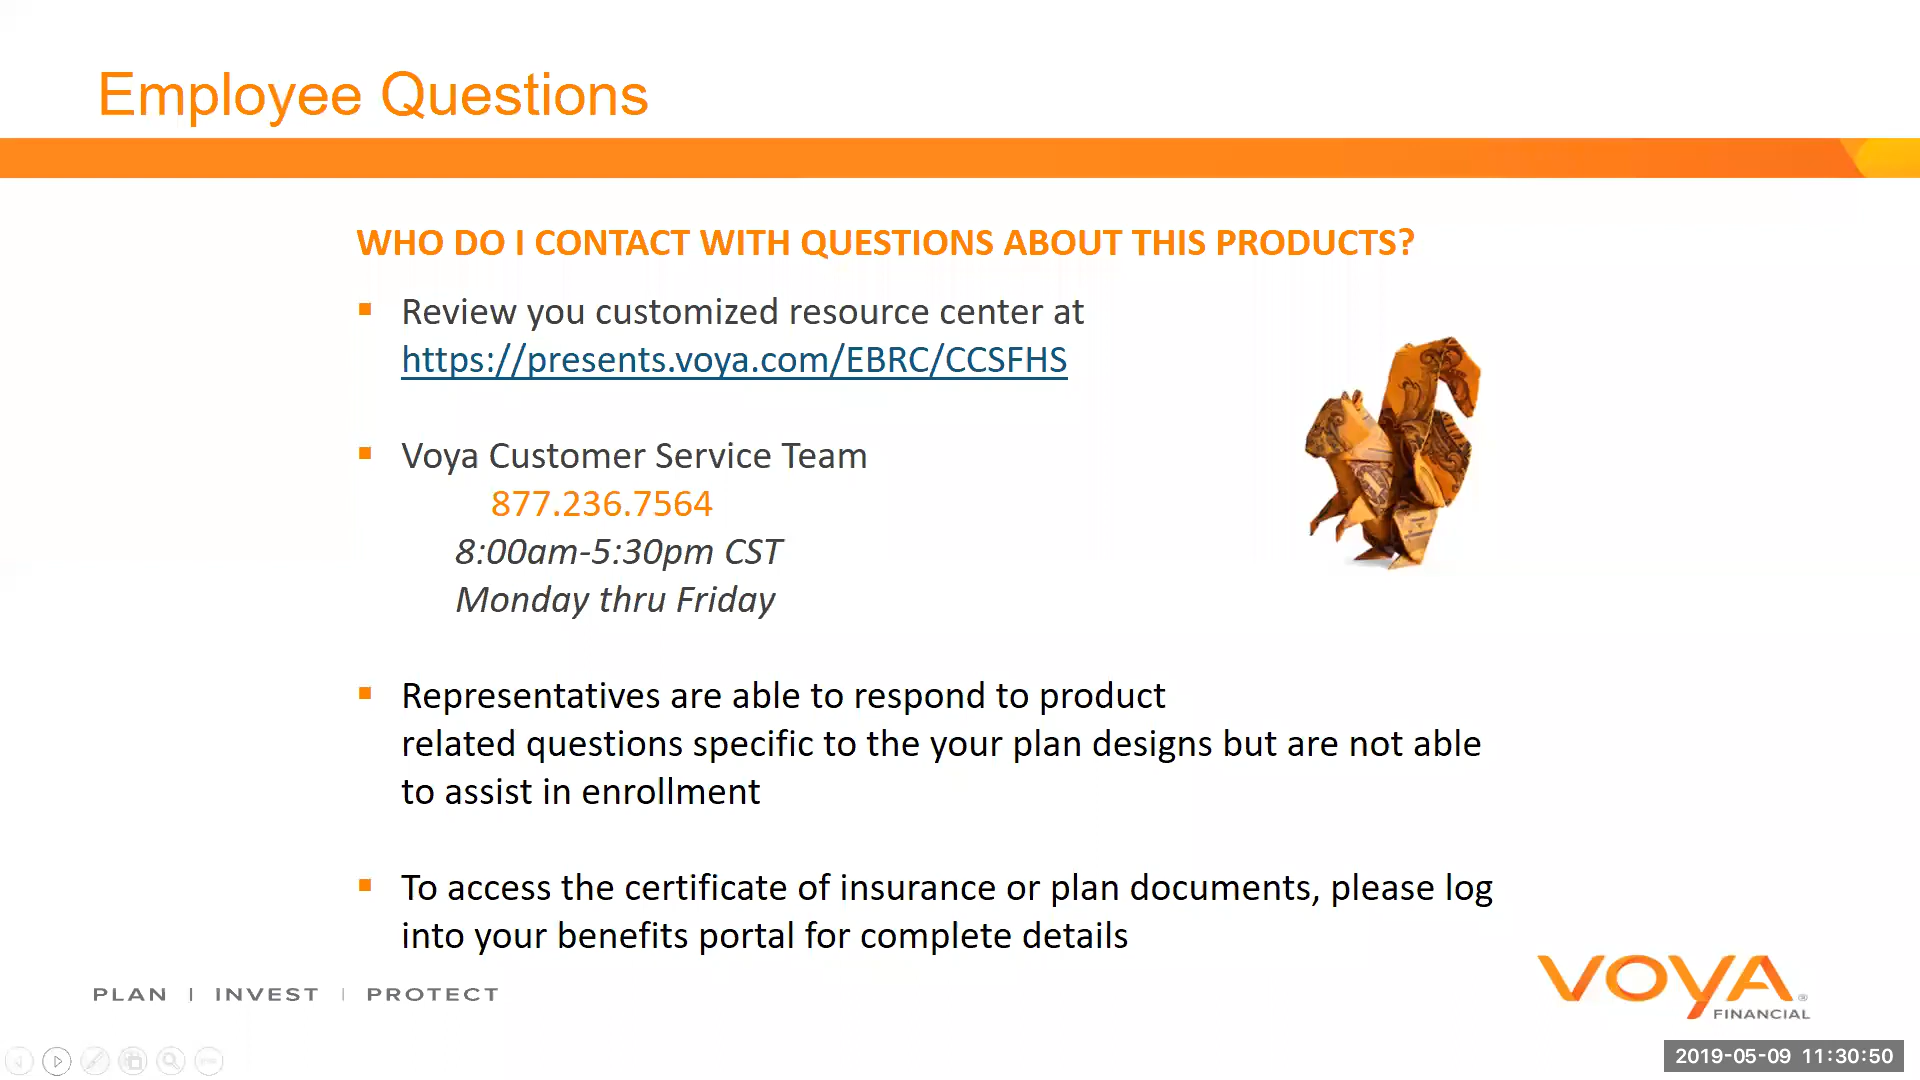 Employee Questions
WHO DO I CONTACT WITH QUESTIONS ABOUT THIS PRODUCTS?
Review you customized resource center at
https://presents.voya.com/EBRC/CCSFHS
Voya Customer Service Team
877.236.7564
8:00am-5:30pm CST
Monday thru Friday
Representatives are able to respond to product
related questions specific to the your plan designs but are not able
to assist in enrollment
To access the certificate of insurance or plan documents, please log
into your benefits portal for complete details
PLAN | INVEST | PROTECT
VOYA®
FINANCIAL
2019-05-09 11:30:50